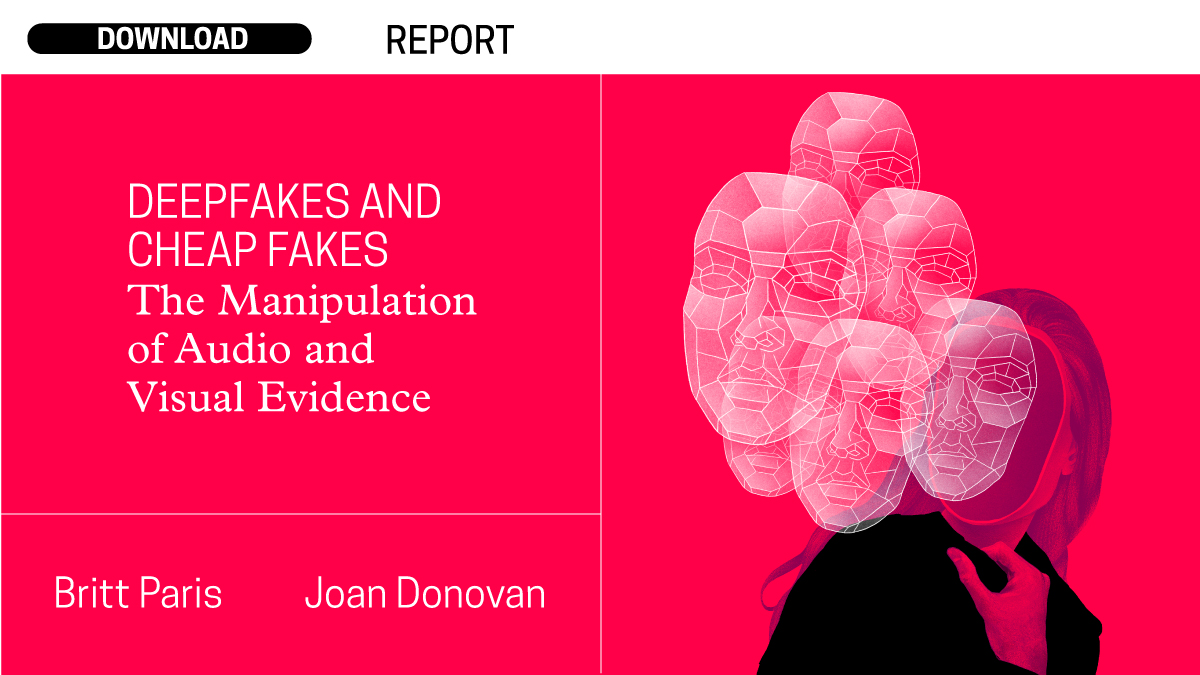 DOWNLOAD REPORT
DEEPFAKES AND
CHEAP FAKES
The Manipulation
of Audio and
Visual Evidence
Britt Paris Joan Donovan